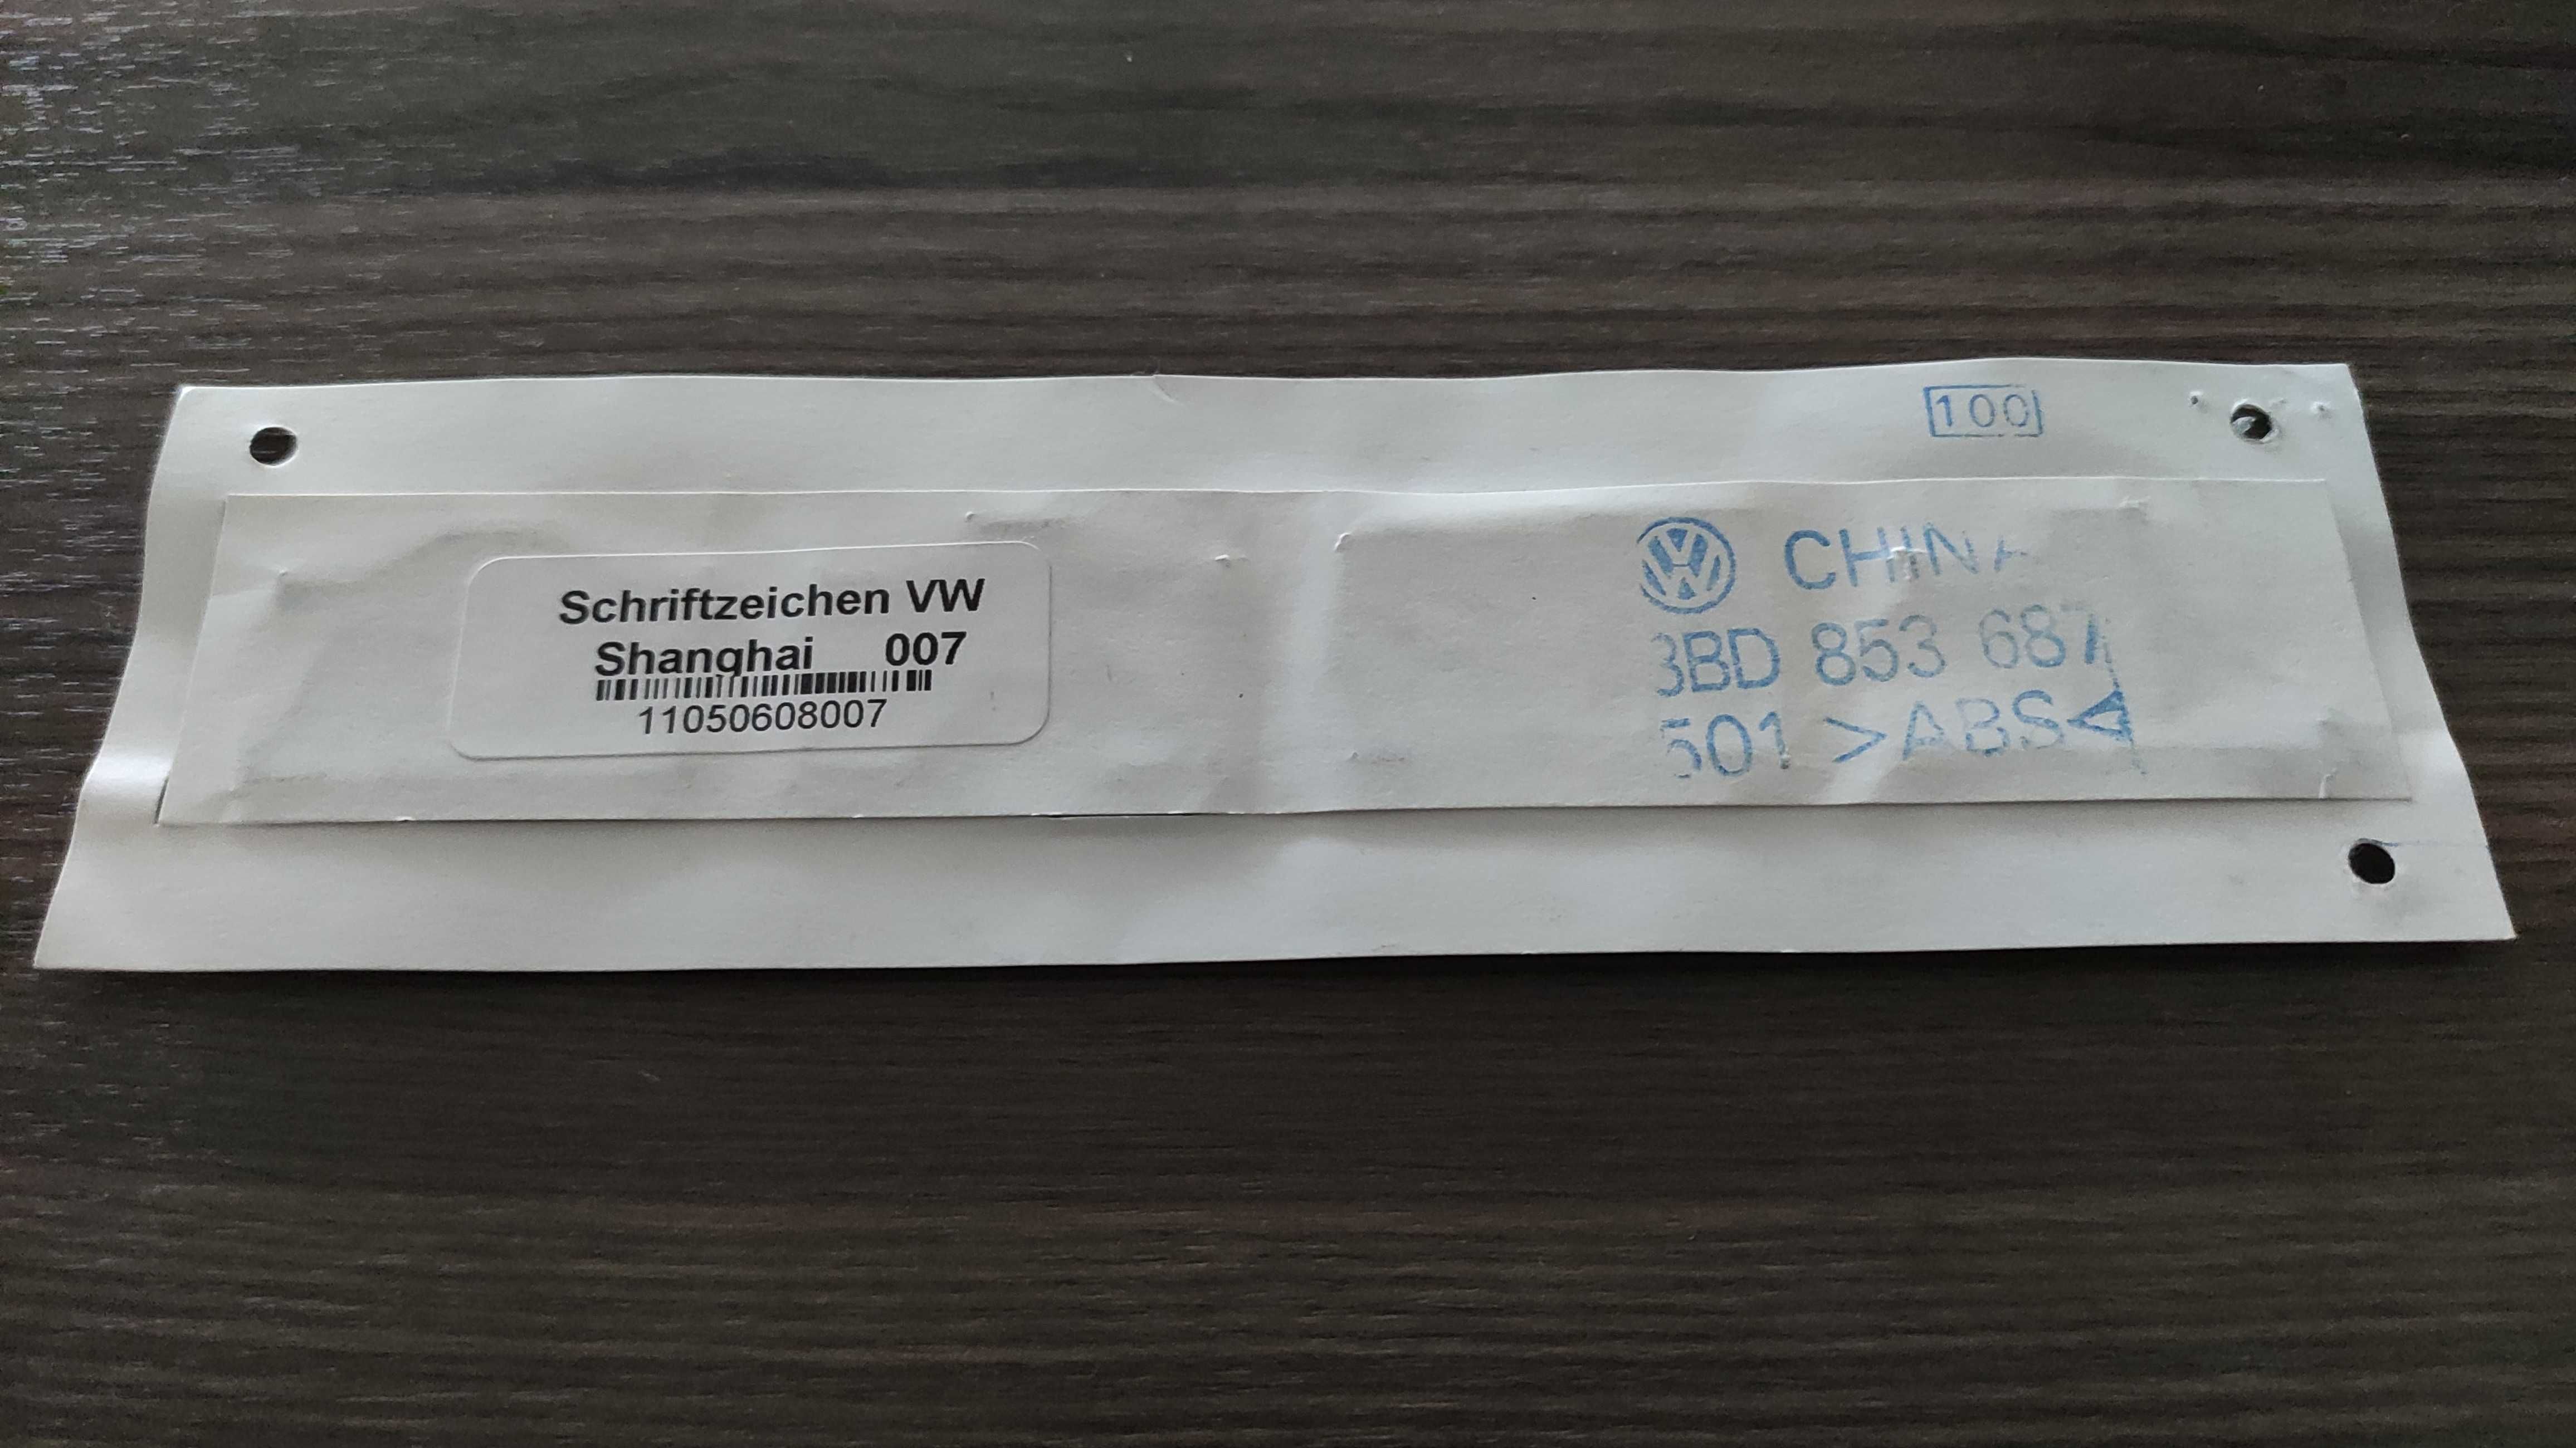 100
Schriftzeichen VW
Shanghai 007
11050608007
CHINA
3BD 853 687
501 >ABS<